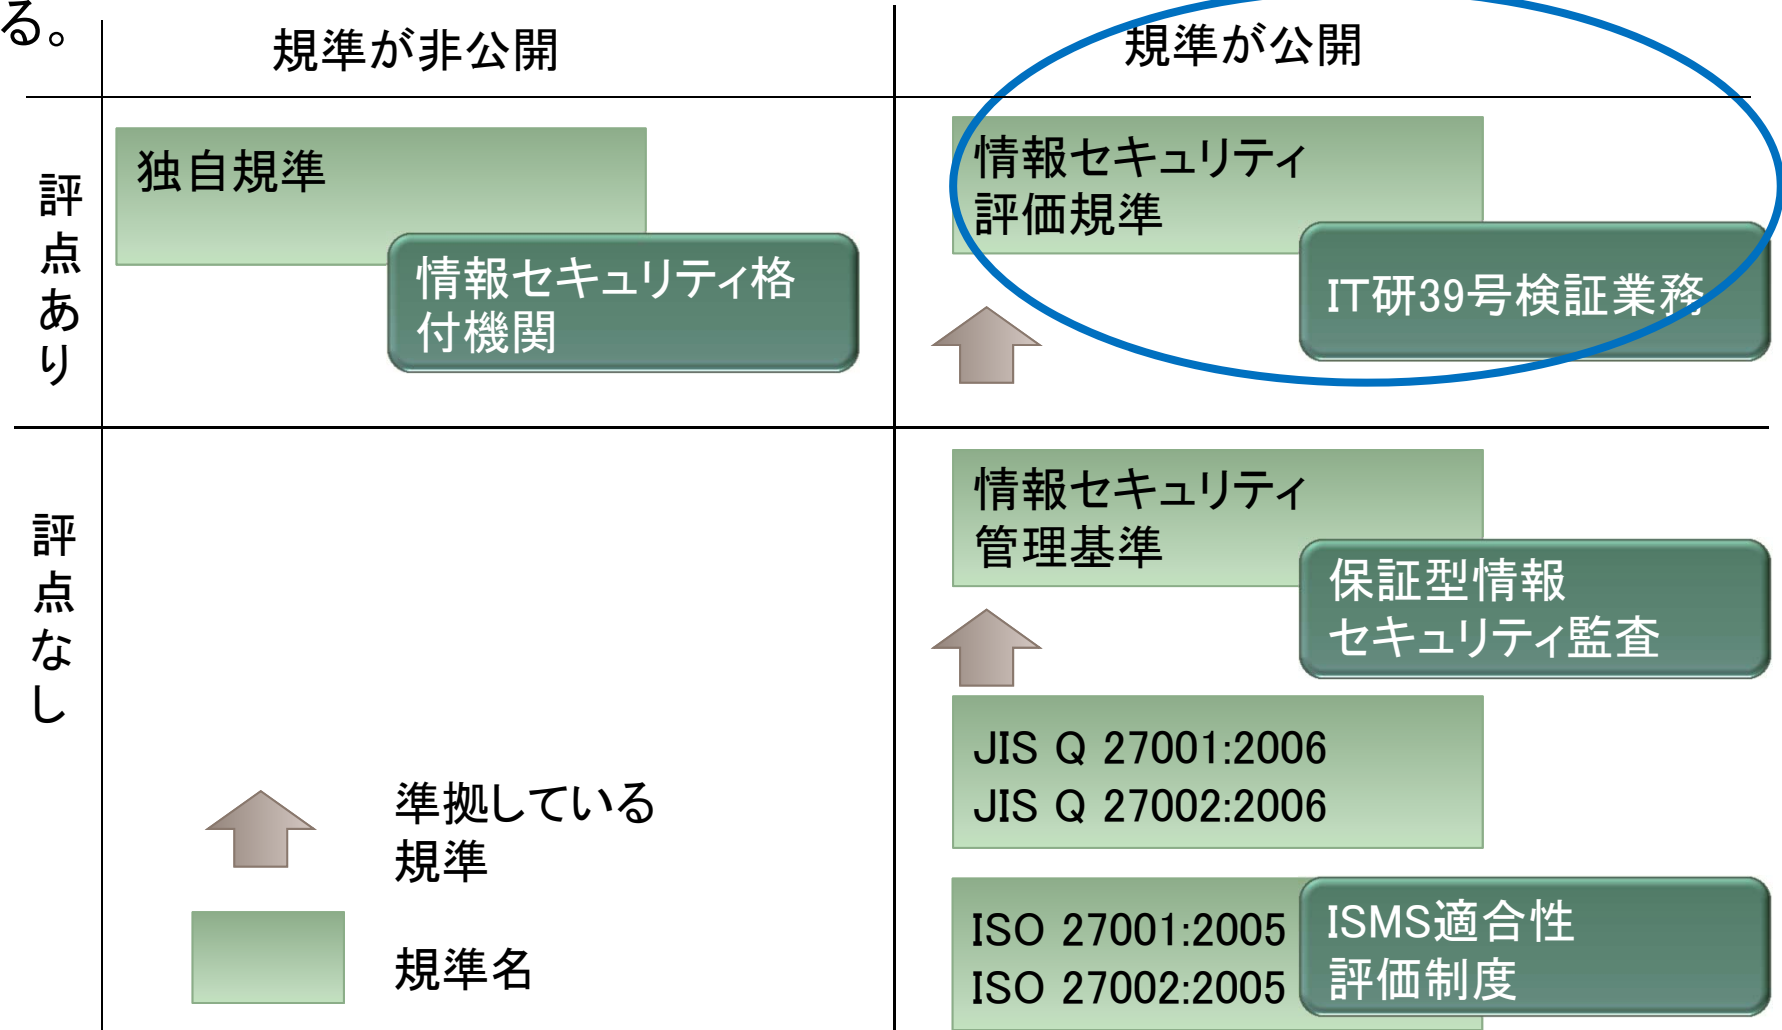 る。
規準が非公開
規準が公開
評点あり
独自規準
情報セキュリティ格
付機関
情報セキュリティ
評価規準
IT研39号検証業務
評点なし
情報セキュリティ
管理基準
保証型情報
セキュリティ監査
JIS Q 27001:2006
JIS Q 27002:2006
準拠している
規準
規準名
ISO 27001:2005
ISO 27002:2005
ISMS適合性
評価制度